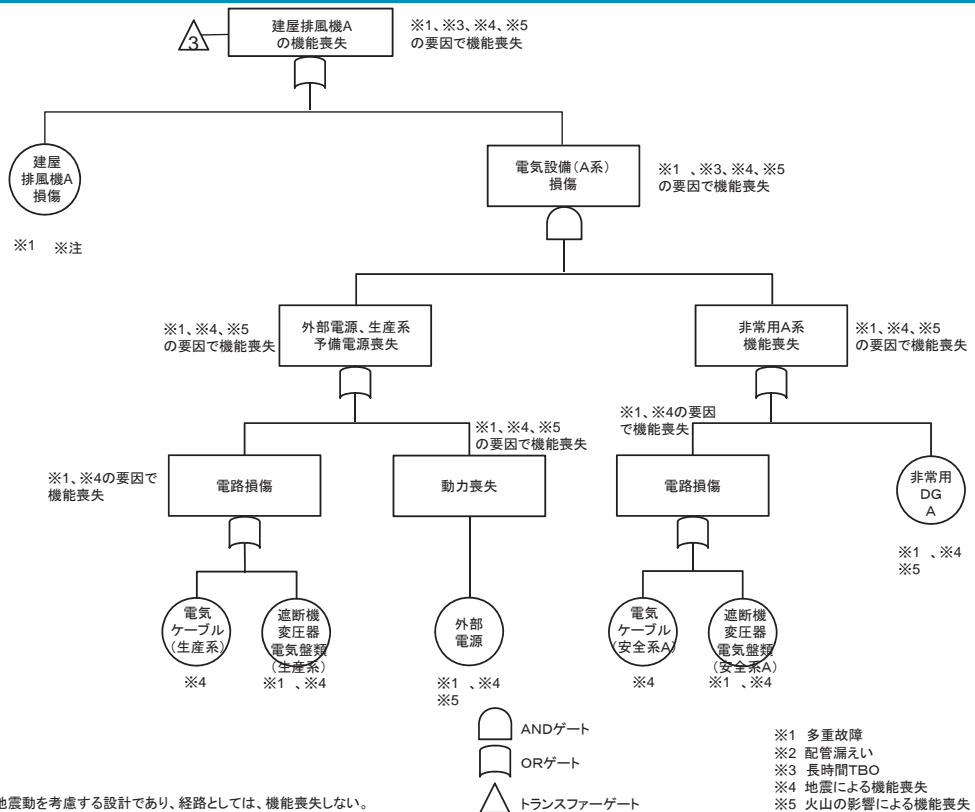 3
建屋排風機A
の機能喪失
※1、※3、※4、※5
の要因で機能喪失
建屋
排風機A
損傷
※1 ※注
電気設備(A系)
損傷
※1 、※3、※4、※5
の要因で機能喪失
※1、※4、※5
の要因で機能喪失
外部電源、生産系
予備電源喪失
非常用A系
機能喪失
※1、※4、※5
の要因で機能喪失
※1、※4の要因で
機能喪失
電路損傷
※1、※4、※5
の要因で機能喪失
動力喪失
※1、※4の要因
で機能喪失
電路損傷
非常用
DG
A
※1 、※4
※5
電気
ケーブル
(生産系)
※4
遮断機
変圧器
電気盤類
(生産系)
※1 、※4
外部
電源
※1 、※4
※5
電気
ケーブル
(安全系A)
※4
遮断機
変圧器
電気盤類
(安全系A)
※1 、※4
ANDゲート
ORゲート
トランスファーゲート
※1 多重故障
※2 配管漏えい
※3 長時間TBO
※4 地震による機能喪失
※5 火山の影響による機能喪失
地震動を考慮する設計であり、経路としては、機能喪失しない。